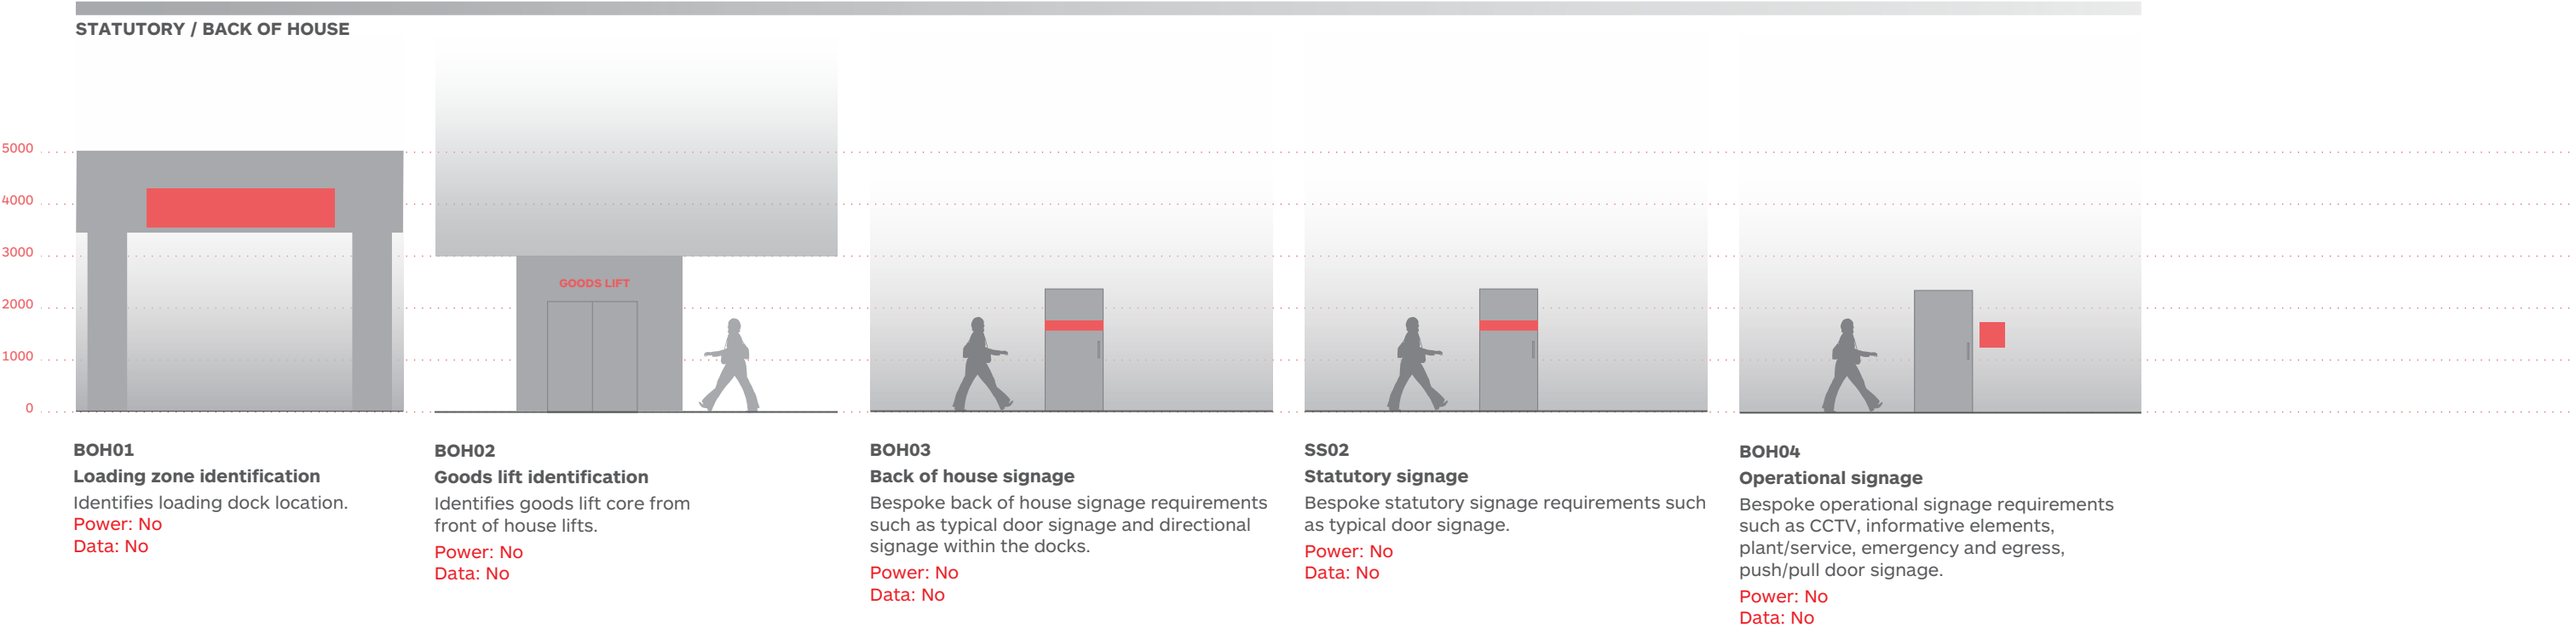 STATUTORY / BACK OF HOUSE
5000
4000
3000
2000
1000
0
GOODS LIFT
BOH01
Loading zone identification
Identifies loading dock location.
Power: No
Data: No
BOH02
Goods lift identification
Identifies goods lift core from
front of house lifts.
Power: No
Data: No
BOH03
Back of house signage
Bespoke back of house signage requirements
such as typical door signage and directional
signage within the docks.
Power: No
Data: No
SS02
Statutory signage
Bespoke statutory signage requirements such
as typical door signage.
Power: No
Data: No
BOH04
Operational signage
Bespoke operational signage requirements
such as CCTV, informative elements,
plant/service, emergency and egress,
push/pull door signage.
Power: No
Data: No